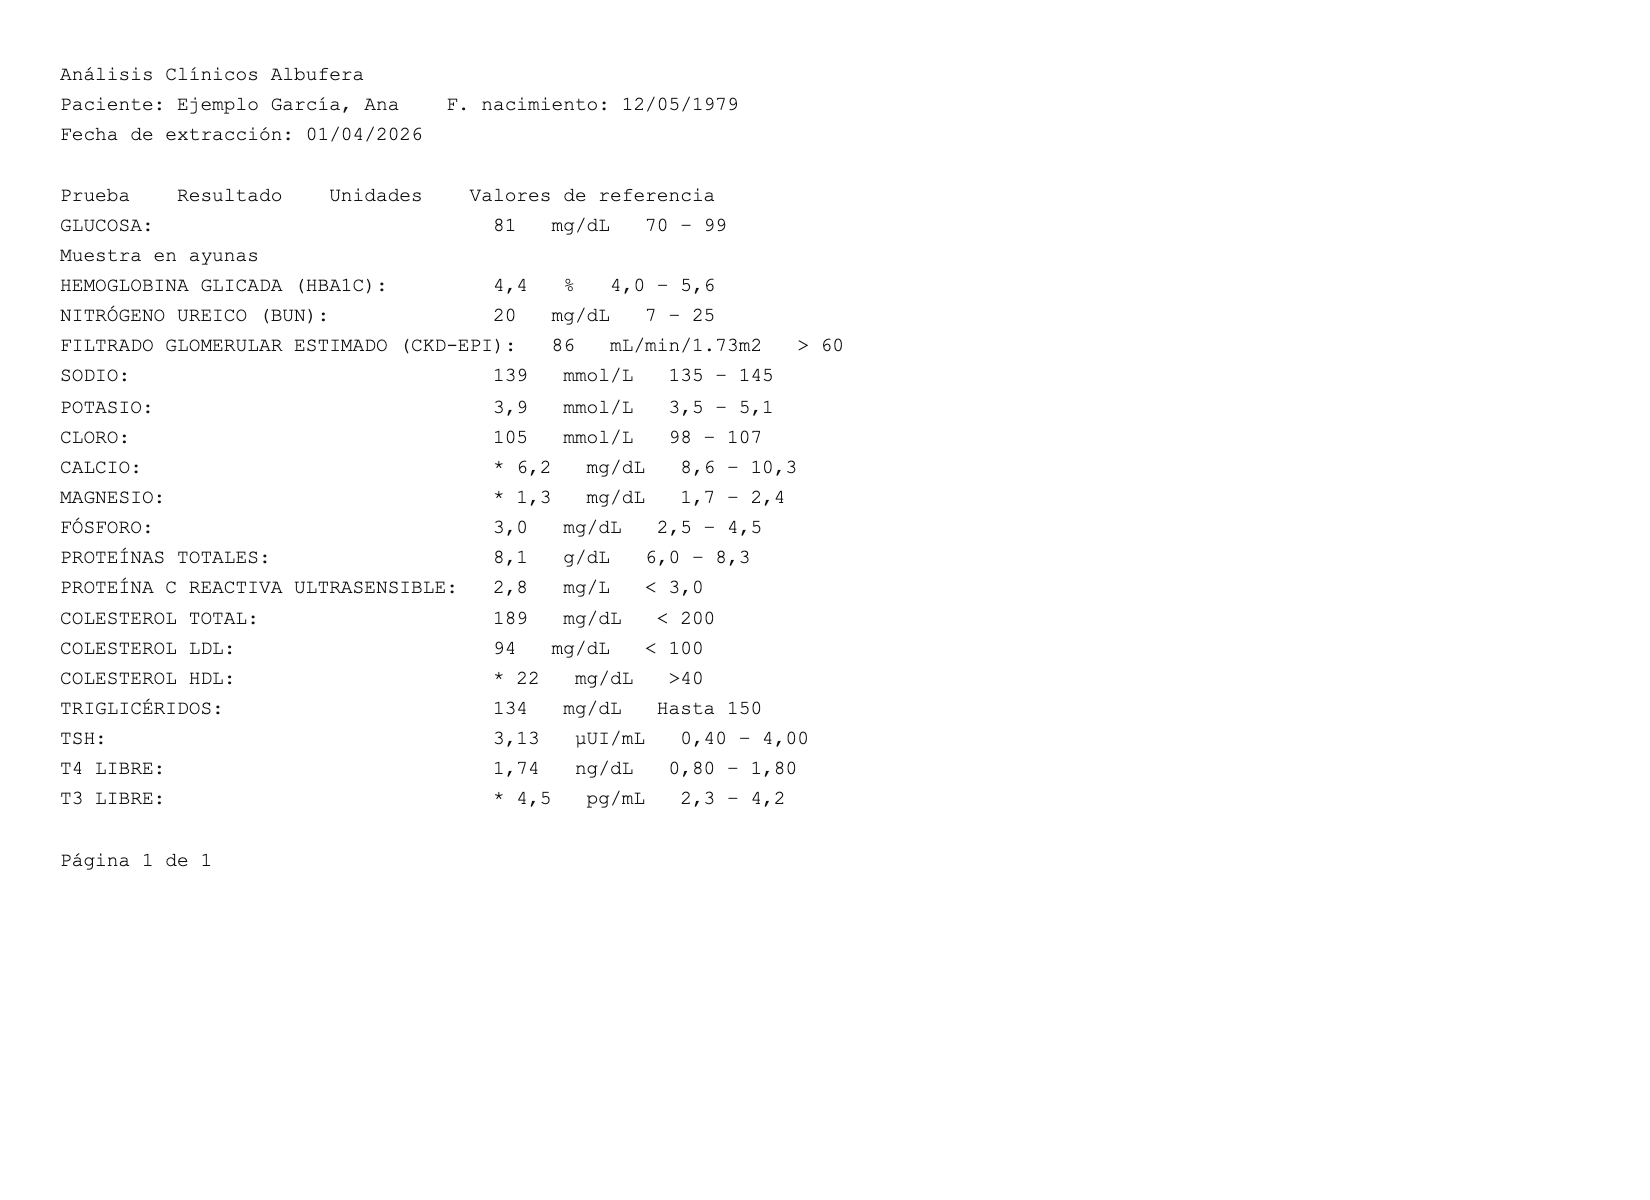 Análisis Clínicos Albufera
Paciente: Ejemplo García, Ana    F. nacimiento: 12/05/1979
Fecha de extracción: 01/04/2026

Prueba    Resultado    Unidades    Valores de referencia
GLUCOSA:                             81   mg/dL   70 – 99
Muestra en ayunas
HEMOGLOBINA GLICADA (HBA1C):         4,4   %   4,0 – 5,6
NITRÓGENO UREICO (BUN):              20   mg/dL   7 – 25
FILTRADO GLOMERULAR ESTIMADO (CKD-EPI):   86   mL/min/1.73m2   > 60
SODIO:                               139   mmol/L   135 – 145
POTASIO:                             3,9   mmol/L   3,5 – 5,1
CLORO:                               105   mmol/L   98 – 107
CALCIO:                              * 6,2   mg/dL   8,6 – 10,3
MAGNESIO:                            * 1,3   mg/dL   1,7 – 2,4
FÓSFORO:                             3,0   mg/dL   2,5 – 4,5
PROTEÍNAS TOTALES:                   8,1   g/dL   6,0 – 8,3
PROTEÍNA C REACTIVA ULTRASENSIBLE:   2,8   mg/L   < 3,0
COLESTEROL TOTAL:                    189   mg/dL   < 200
COLESTEROL LDL:                      94   mg/dL   < 100
COLESTEROL HDL:                      * 22   mg/dL   >40
TRIGLICÉRIDOS:                       134   mg/dL   Hasta 150
TSH:                                 3,13   µUI/mL   0,40 – 4,00
T4 LIBRE:                            1,74   ng/dL   0,80 – 1,80
T3 LIBRE:                            * 4,5   pg/mL   2,3 – 4,2

Página 1 de 1